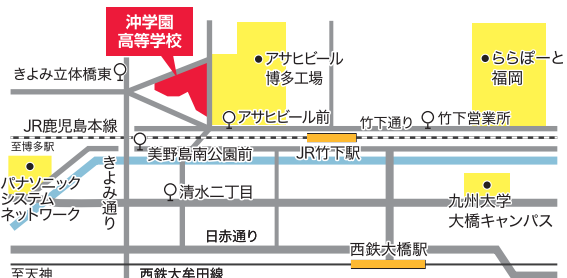 沖学園
高等学校
アサヒビール
博多工場
ららぽーと
福岡
きよみ立体橋東
アサヒビール前
竹下通り
竹下営業所
JR鹿児島本線
至博多駅
美野島南公園前
JR竹下駅
きよみ通り
パナソニック
システム
ネットワーク
清水二丁目
九州大学
大橋キャンパス
日赤通り
西鉄大橋駅
至天神
西鉄大牟田線